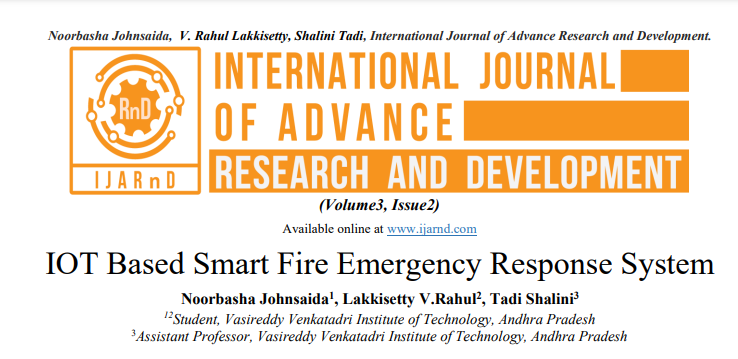 Noorbasha Johnsaida, V. Rahul Lakkisetty, Shalini Tadi, International Journal of Advance Research and Development.
RnD
IJARnD
INTERNATIONAL JOURNAL
OF ADVANCE
RESEARCH AND DEVELOPMENT
(Volume3, Issue2)
Available online at www.ijarnd.com
IOT Based Smart Fire Emergency Response System
Noorbasha Johnsaida¹, Lakkisetty V.Rahul², Tadi Shalini³
¹²Student, Vasireddy Venkatadri Institute of Technology, Andhra Pradesh
³Assistant Professor, Vasireddy Venkatadri Institute of Technology, Andhra Pradesh